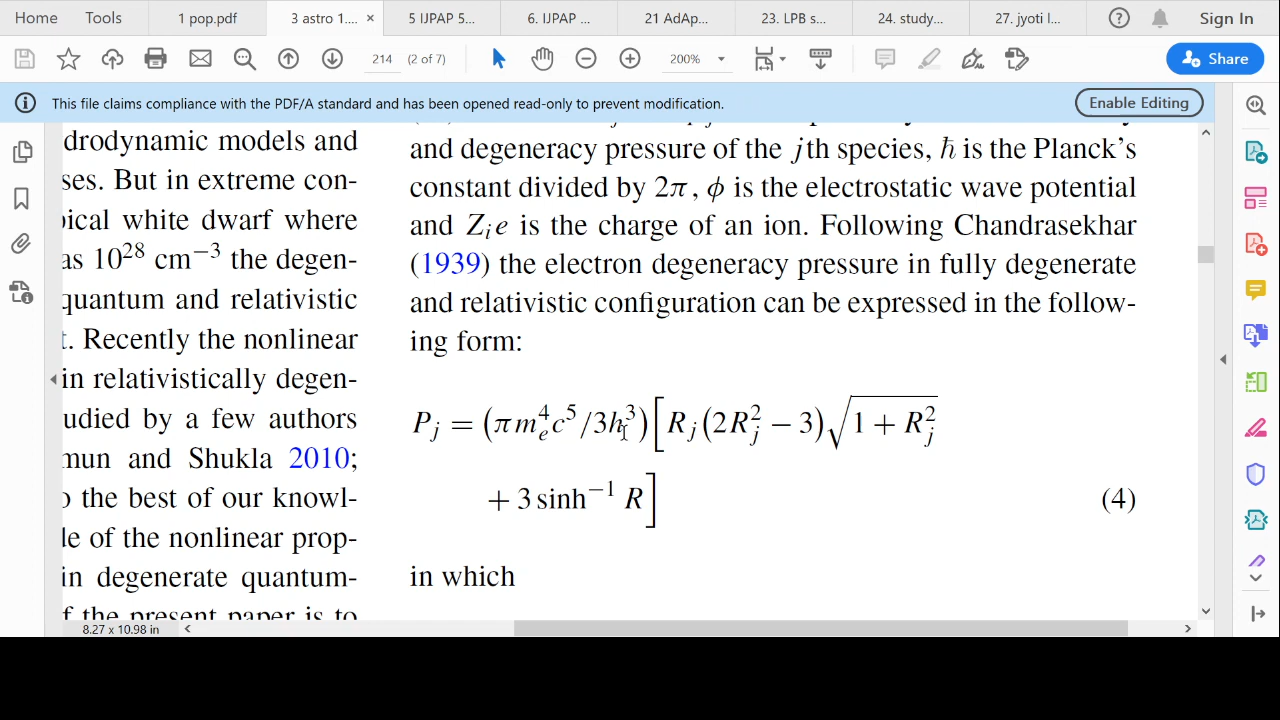 Home Tools 1 pop.pdf 3 astro 1.... × 5 IJPAP 5... 6. IJPAP ... 21 AdAp... 23. LPB s... 24. study... 27. jyoti l... Sign In
214 (2 of 7) 200% Share
This file claims compliance with the PDF/A standard and has been opened read-only to prevent modification. Enable Editing
drodynamic models and
ses. But in extreme con-
pical white dwarf where
as 10²⁸ cm⁻³ the degen-
quantum and relativistic
t. Recently the nonlinear
in relativistically degen-
udied by a few authors
mun and Shukla 2010;
o the best of our knowl-
le of the nonlinear prop-
in degenerate quantum-
f the present paper is to
and degeneracy pressure of the jth species, ħ is the Planck's
constant divided by 2π, ϕ is the electrostatic wave potential
and Zᵢe is the charge of an ion. Following Chandrasekhar
(1939) the electron degeneracy pressure in fully degenerate
and relativistic configuration can be expressed in the follow-
ing form:
P_j = (πm_e^4c^5/3h^3)[R_j(2R_j^2 − 3)√(1 + R_j^2)
+ 3 sinh⁻¹ R] (4)
in which
8.27 x 10.98 in